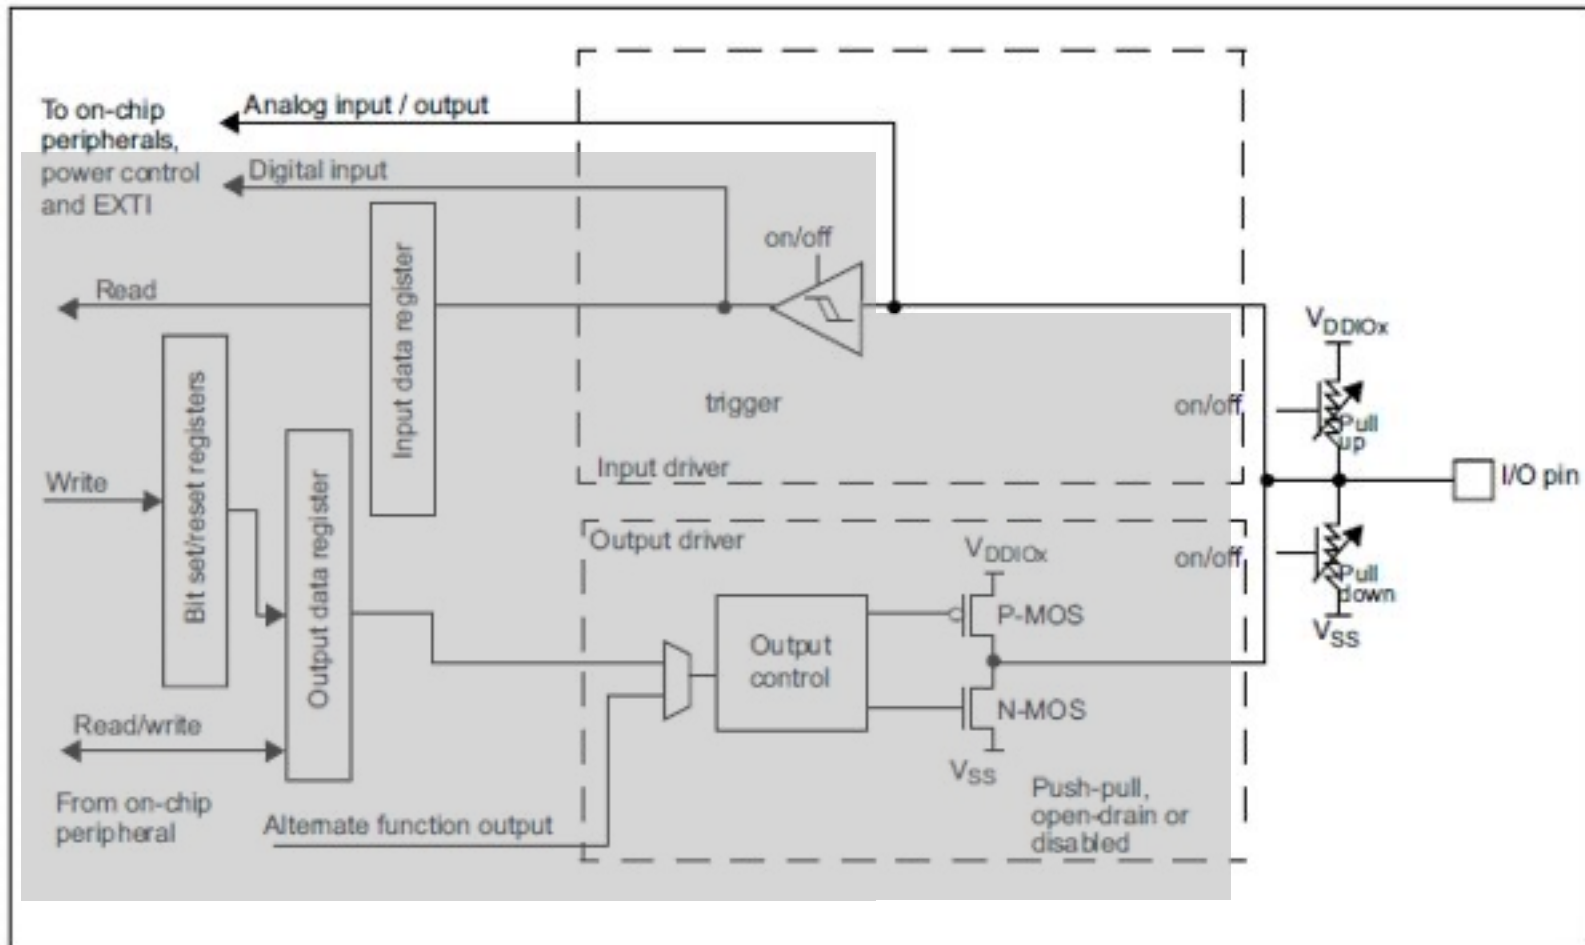 To on-chip
peripherals,
power control
and EXTI
Analog input / output
Digital input
on/off
Read
Input data register
trigger
Input driver
VDDIOx
on/off
Pull
up
I/O pin
Write
Bit set/reset registers
Output data register
Output driver
VDDIOx
P-MOS
Output
control
N-MOS
VSS
on/off
Pull
down
VSS
Read/write
From on-chip
peripheral
Alternate function output
Push-pull,
open-drain or
disabled